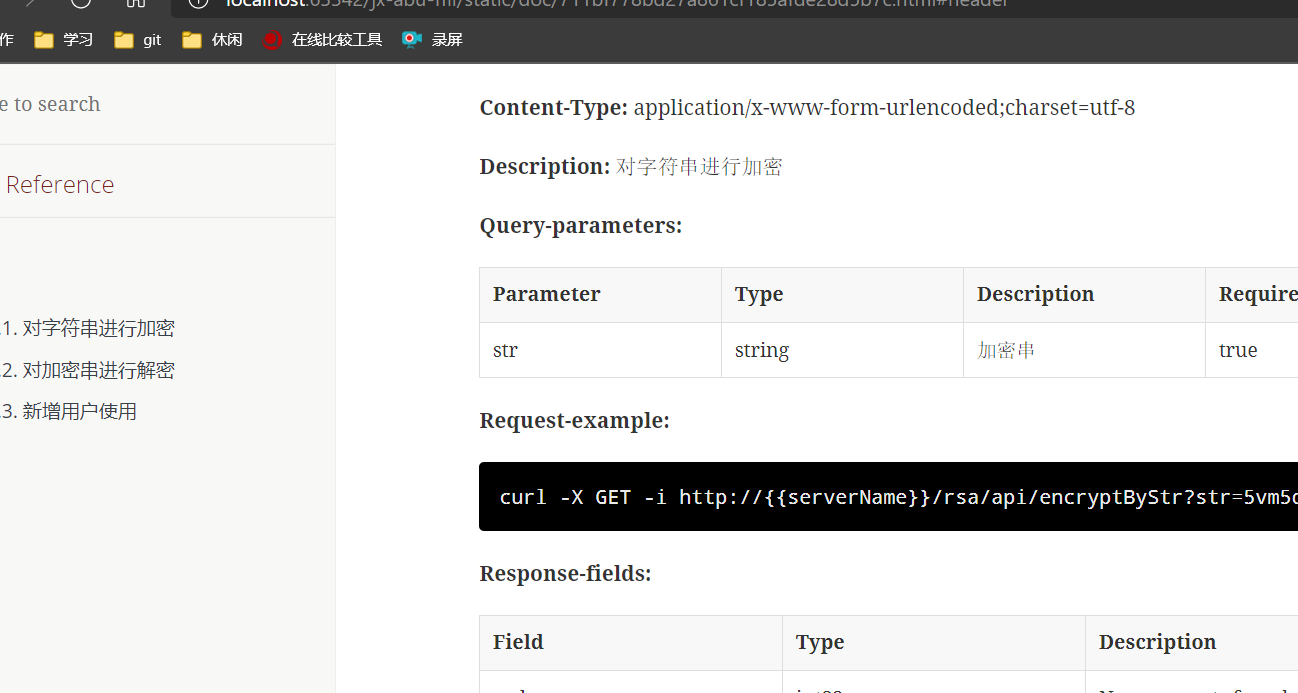 作 学习 git 休闲 在线比较工具 录屏
e to search
Reference
.1. 对字符串进行加密
.2. 对加密串进行解密
.3. 新增用户使用
Content-Type: application/x-www-form-urlencoded;charset=utf-8
Description: 对字符串进行加密
Query-parameters:
Parameter Type Description Require
str string 加密串 true
Request-example:
curl -X GET -i http://{{serverName}}/rsa/api/encryptByStr?str=5vm5
Response-fields:
Field Type Description